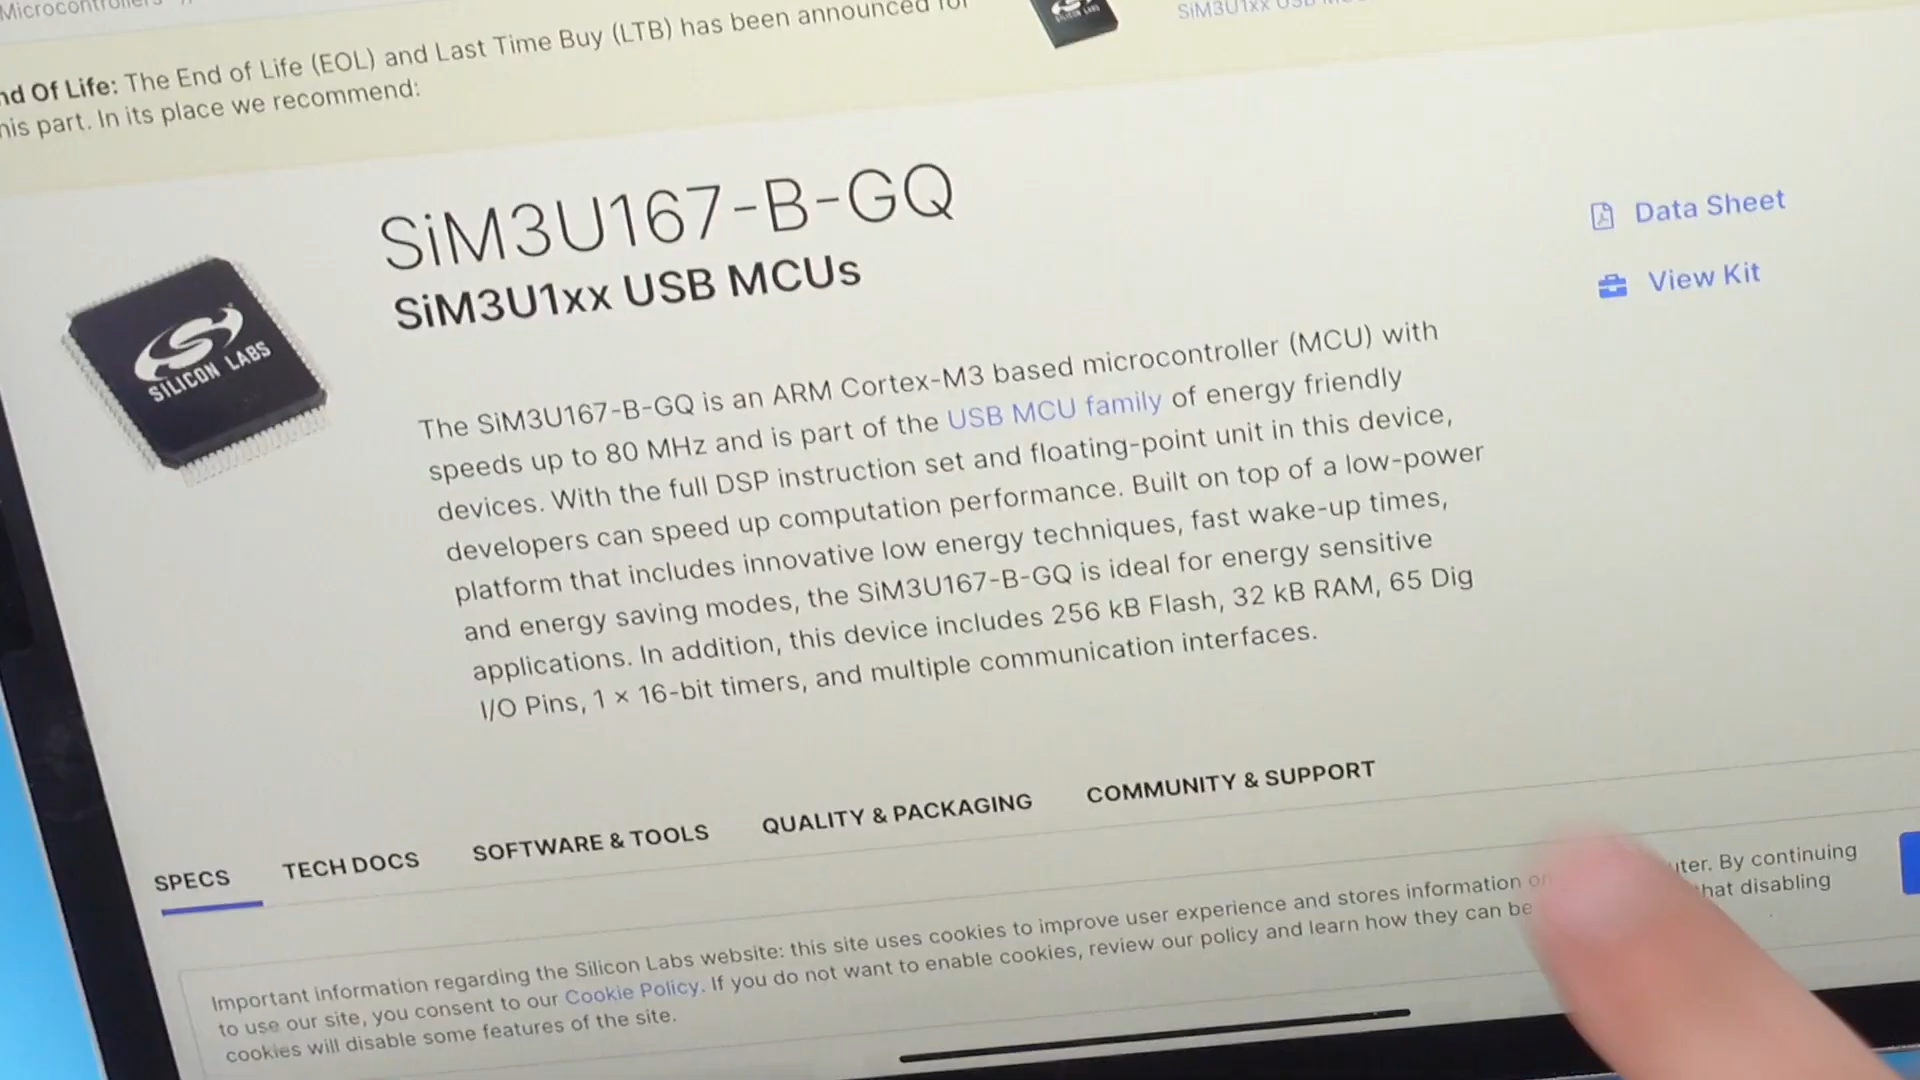 Microcontrollers //
nd Of Life: The End of Life (EOL) and Last Time Buy (LTB) has been announced for
his part. In its place we recommend:
SILICON LABS
SiM3U1xx USB
SiM3U167-B-GQ
SiM3U1xx USB MCUs
SILICON LABS
Data Sheet
View Kit
The SiM3U167-B-GQ is an ARM Cortex-M3 based microcontroller (MCU) with
speeds up to 80 MHz and is part of the USB MCU family of energy friendly
devices. With the full DSP instruction set and floating-point unit in this device,
developers can speed up computation performance. Built on top of a low-power
platform that includes innovative low energy techniques, fast wake-up times,
and energy saving modes, the SiM3U167-B-GQ is ideal for energy sensitive
applications. In addition, this device includes 256 kB Flash, 32 kB RAM, 65 Dig
I/O Pins, 1 × 16-bit timers, and multiple communication interfaces.
SPECS TECH DOCS SOFTWARE & TOOLS QUALITY & PACKAGING COMMUNITY & SUPPORT
Important information regarding the Silicon Labs website: this site uses cookies to improve user experience and stores information uter. By continuing
to use our site, you consent to our Cookie Policy. If you do not want to enable cookies, review our policy and learn how they can be that disabling
cookies will disable some features of the site.